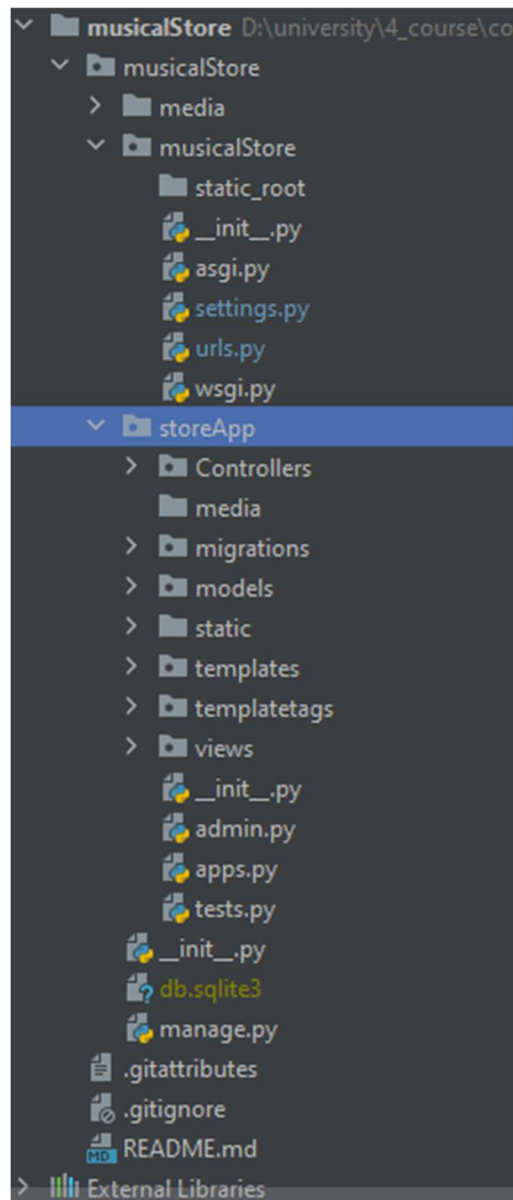 musicalStore D:\university\4_course\co
musicalStore
media
musicalStore
static_root
__init__.py
asgi.py
settings.py
urls.py
wsgi.py
storeApp
Controllers
media
migrations
models
static
templates
templatetags
views
__init__.py
admin.py
apps.py
tests.py
__init__.py
db.sqlite3
manage.py
.gitattributes
.gitignore
MD README.md
External Libraries